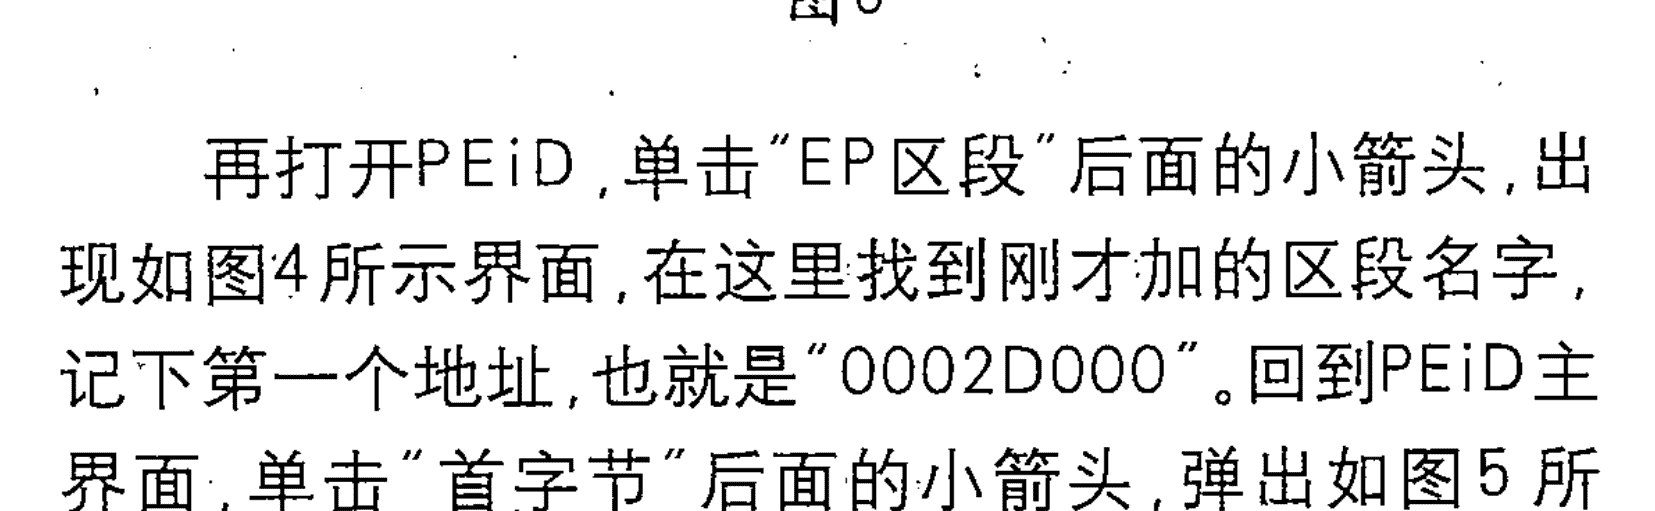 再打开PEiD,单击"EP区段"后面的小箭头,出
现如图4所示界面,在这里找到刚才加的区段名字,
记下第一个地址,也就是"0002D000"。回到PEiD主
界面,单击"首字节"后面的小箭头,弹出如图5所